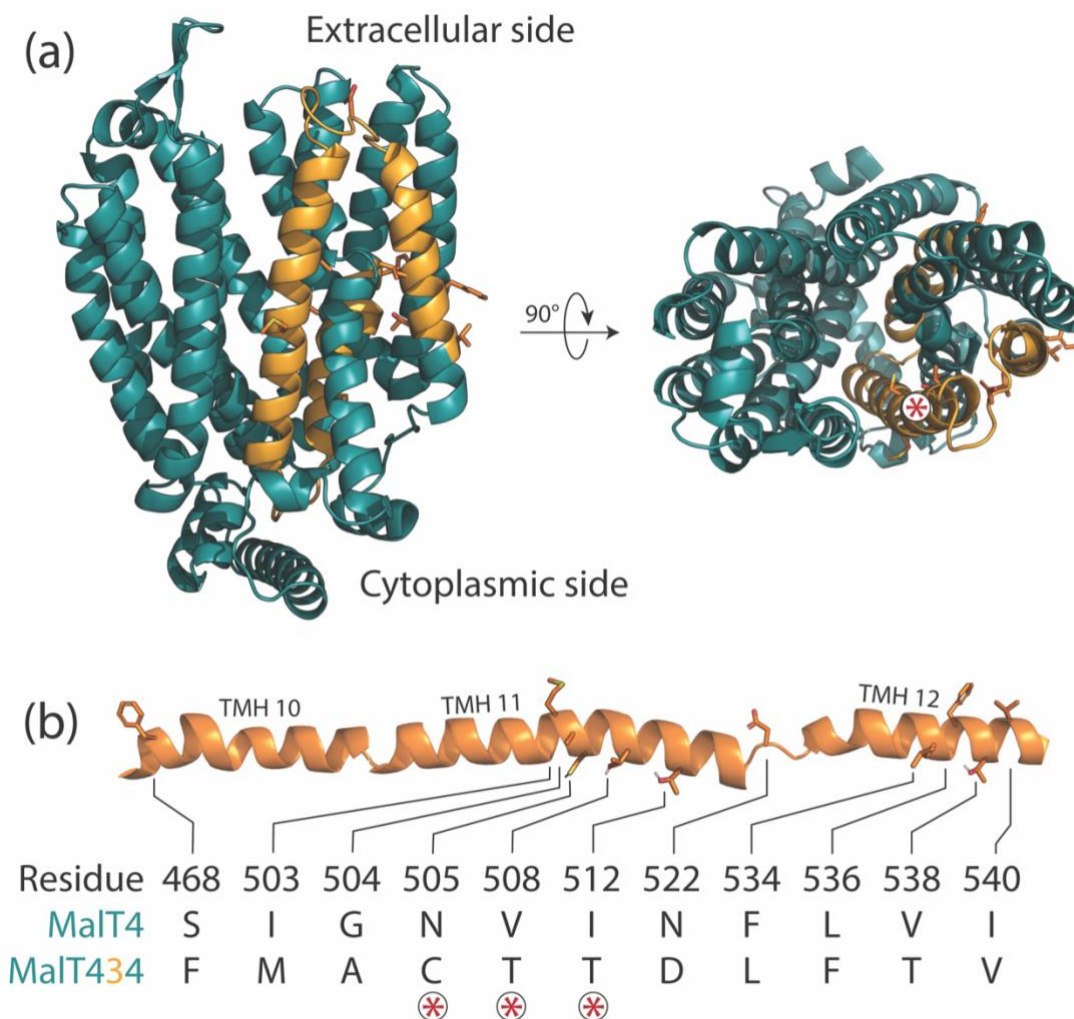 (a)
Extracellular side
90°
Cytoplasmic side
(b)
TMH 10 TMH 11 TMH 12
Residue 468 503 504 505 508 512 522 534 536 538 540
MalT4 S I G N V I N F L V I
MalT434 F M A C T T D L F T V
* * *